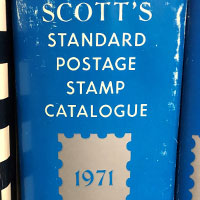 SCOTT'S
STANDARD
POSTAGE
STAMP
CATALOGUE
1971